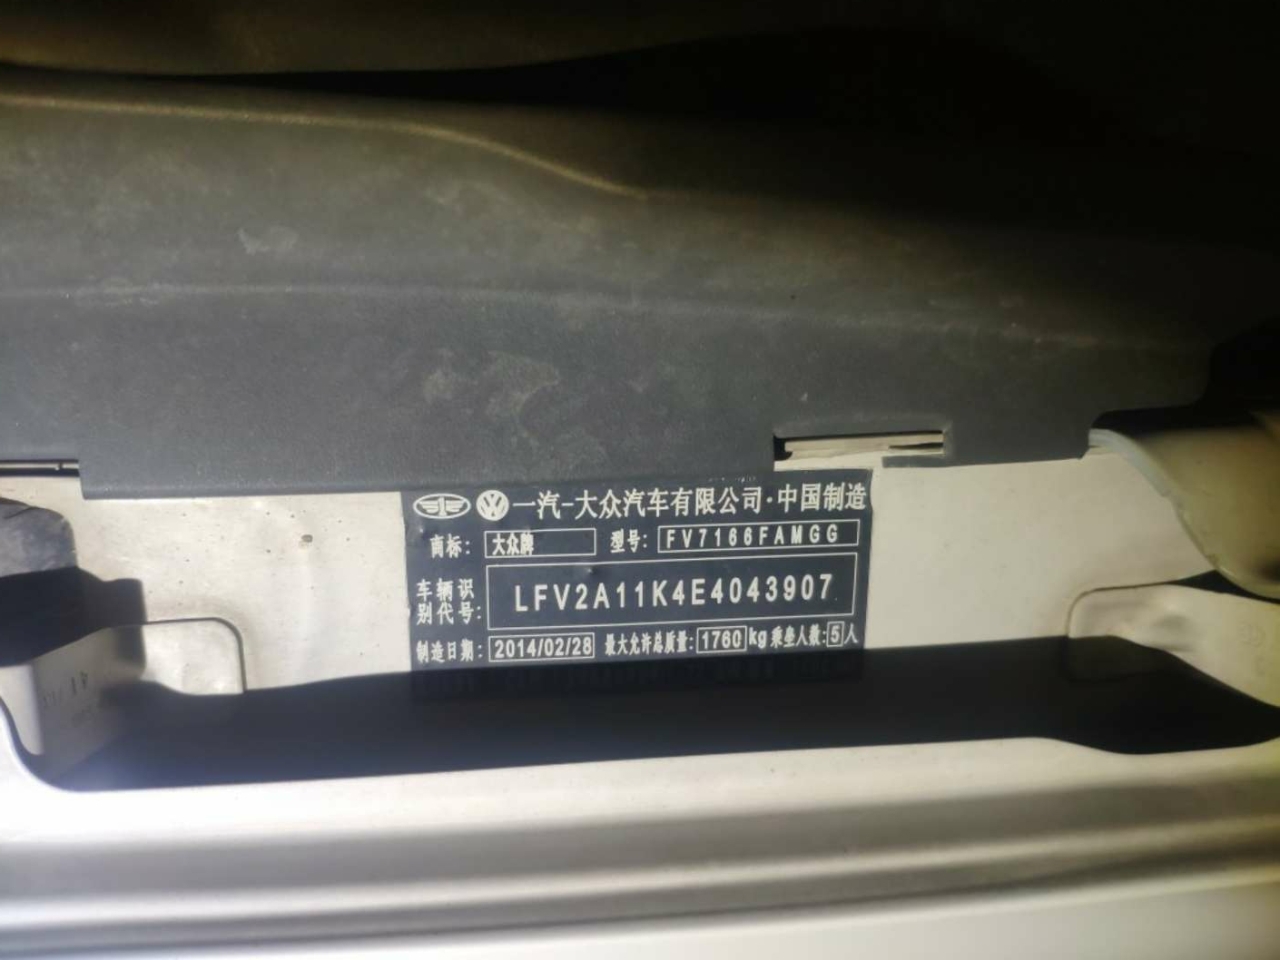 一汽-大众汽车有限公司·中国制造
商标: 大众牌 型号: FV7166FAMGG
车辆识别代号: LFV2A11K4E4043907
制造日期: 2014/02/28 最大允许总质量: 1760 kg 乘坐人数: 5 人